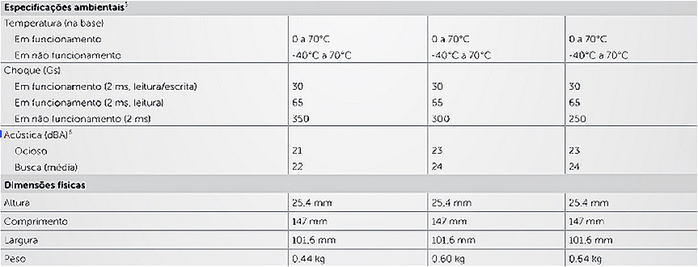 Especificações ambientais⁵
Temperatura (na base)
Em funcionamento 0 a 70°C 0 a 70°C 0 a 70°C
Em não funcionamento -40°C a 70°C -40°C a 70°C -40°C a 70°C
Choque (Gs)
Em funcionamento (2 ms, leitura/escrita) 30 30 30
Em funcionamento (2 ms, leitura) 65 65 65
Em não funcionamento (2 ms) 350 300 250
Acústica (dBA)⁶
Ocioso 21 23 23
Busca (média) 22 24 24
Dimensões físicas
Altura 25,4 mm 25,4 mm 25,4 mm
Comprimento 147 mm 147 mm 147 mm
Largura 101,6 mm 101,6 mm 101,6 mm
Peso 0,44 kg 0,60 kg 0,64 kg